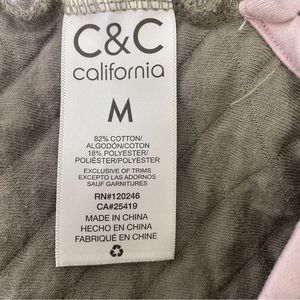 C&C
california
M
82% COTTON/
ALGODÓN/COTON
18% POLYESTER/
POLIÉSTER/POLYESTER
EXCLUSIVE OF TRIMS
EXCEPTO LAS ADORNOS
SAUF GARNITURES
RN#120246
CA#25419
MADE IN CHINA
HECHO EN CHINA
FABRIQUÉ EN CHINE